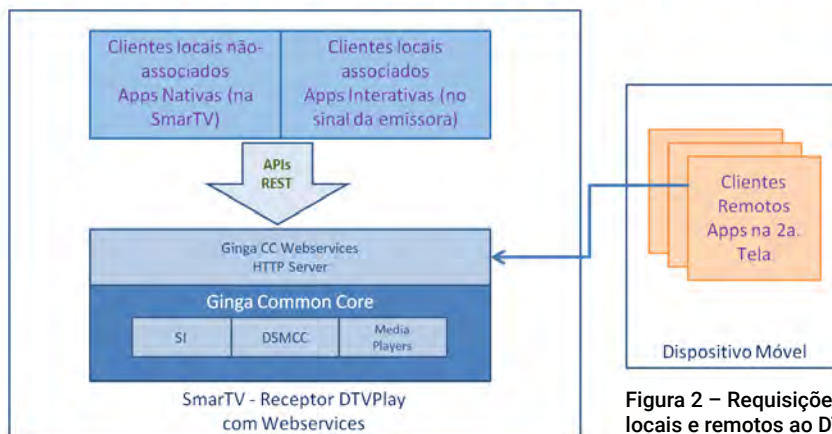 Clientes locais não-
associados
Apps Nativas (na
SmarTV)
Clientes locais
associados
Apps Interativas (no
sinal da emissora)
APIs
REST
Ginga CC Webservices
HTTP Server
Ginga Common Core
SI
DSMCC
Media
Players
SmarTV - Receptor DTVPlay
com Webservices
Clientes
Remotos
Apps na 2a.
Tela
Dispositivo Móvel
Figura 2 – Requisiçõe
locais e remotos ao D